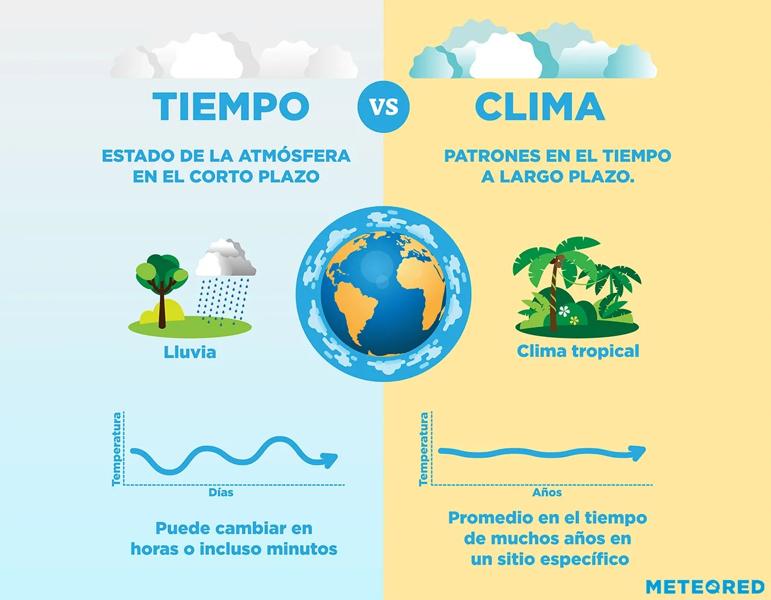 TIEMPO
VS
CLIMA
ESTADO DE LA ATMÓSFERA
EN EL CORTO PLAZO
PATRONES EN EL TIEMPO
A LARGO PLAZO.
Lluvia
Clima tropical
Temperatura
Días
Temperatura
Años
Puede cambiar en
horas o incluso minutos
Promedio en el tiempo
de muchos años en
un sitio específico
METEORED